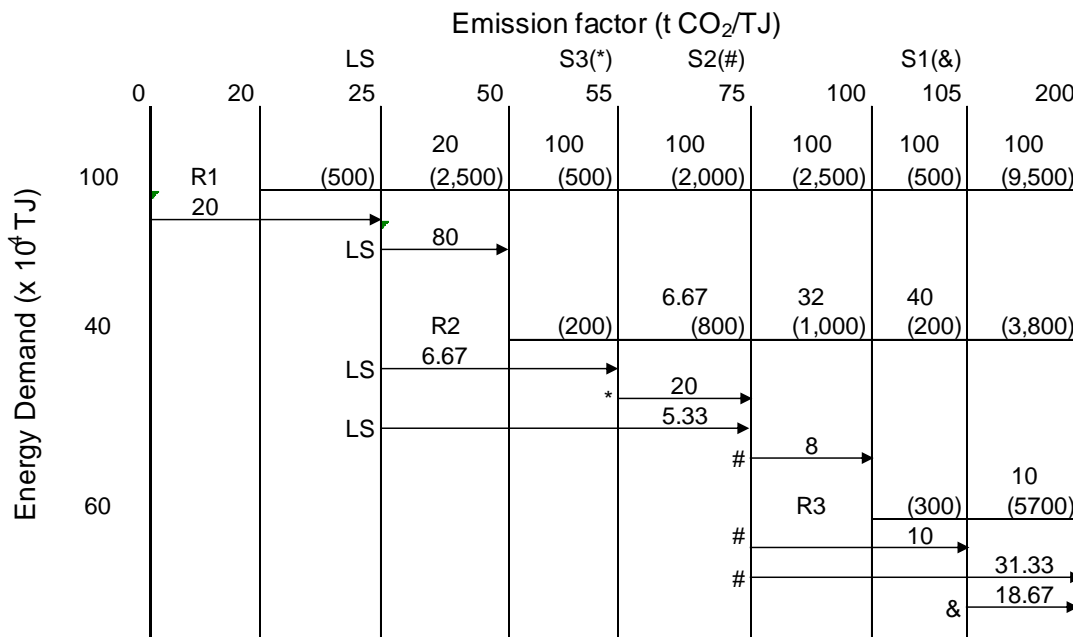 Emission factor (t CO2/TJ)
LS S3(*) S2(#) S1(&)
0 20 25 50 55 75 100 105 200
20 100 100 100 100 100
100 R1 (500) (2,500) (500) (2,000) (2,500) (500) (9,500)
20
LS 80
6.67 32 40
40 R2 (200) (800) (1,000) (200) (3,800)
LS 6.67
* 20
LS 5.33
# 8
10
60 R3 (300) (5700)
# 10
# 31.33
& 18.67
Energy Demand (x 10^4 TJ)